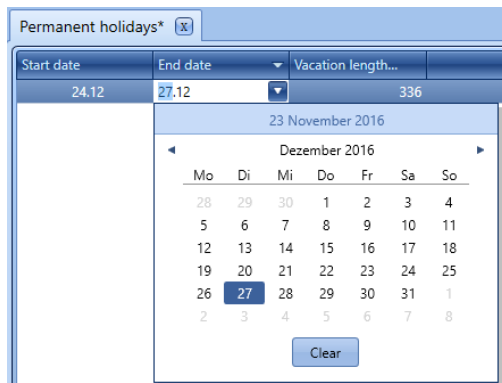 Permanent holidays* x
Start date End date Vacation length...
24.12 27.12 336
23 November 2016
Dezember 2016
Mo Di Mi Do Fr Sa So
28 29 30 1 2 3 4
5 6 7 8 9 10 11
12 13 14 15 16 17 18
19 20 21 22 23 24 25
26 27 28 29 30 31 1
2 3 4 5 6 7 8
Clear